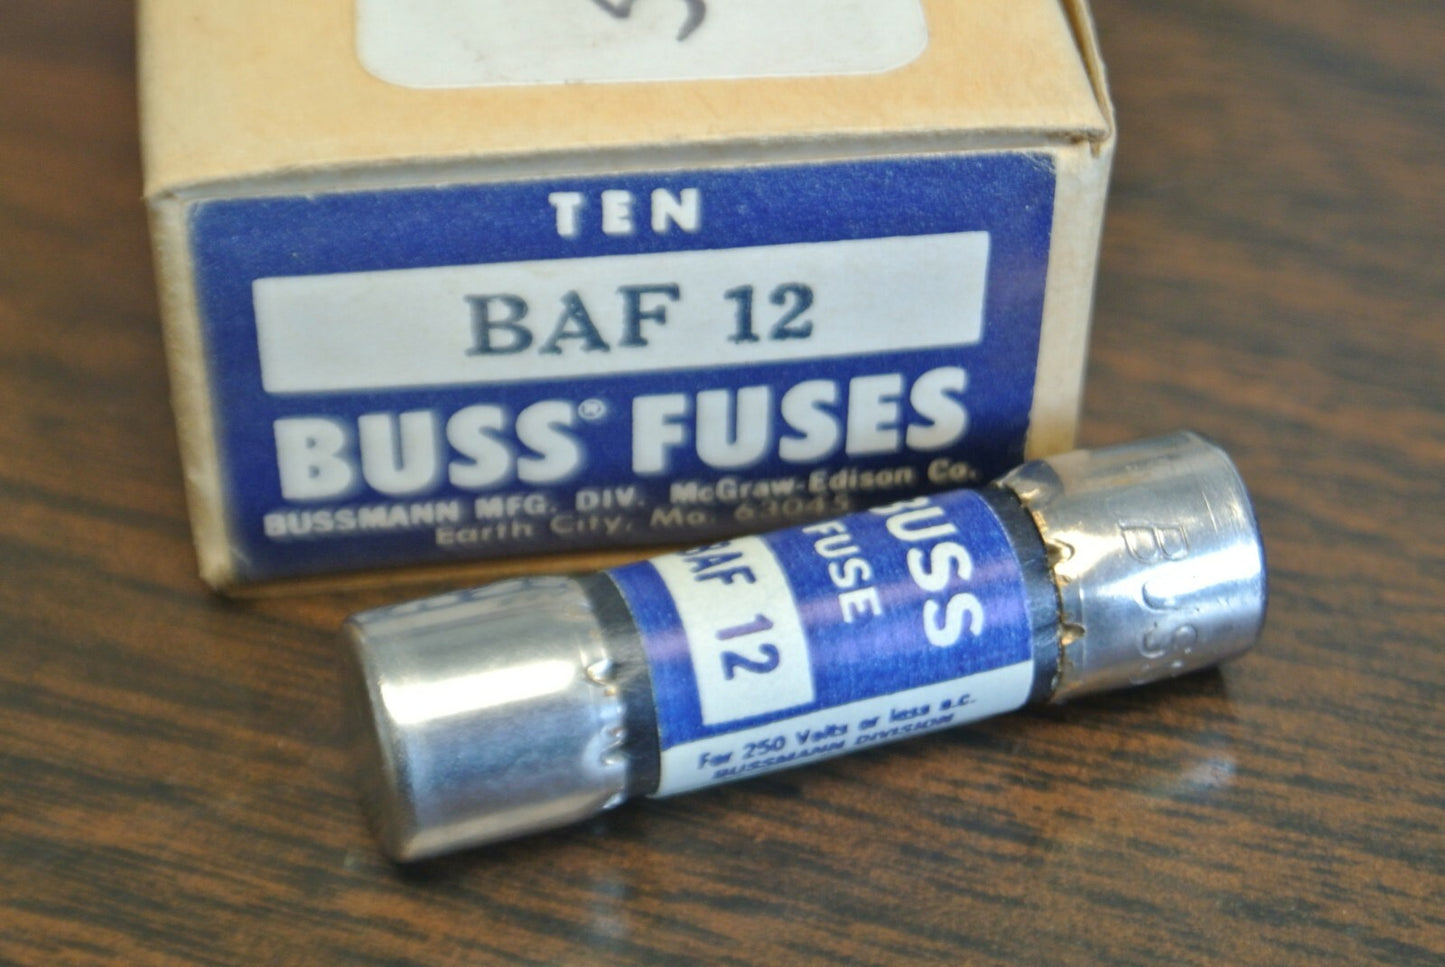 TEN
BAF 12
BUSS® FUSES
BUSSMANN MFG. DIV. McGraw-Edison Co.
Earth City, Mo. 63045
BUSS
FUSE
BAF 12
For 250 Volts or less a.c.
BUSSMANN DIVISION
BUSS